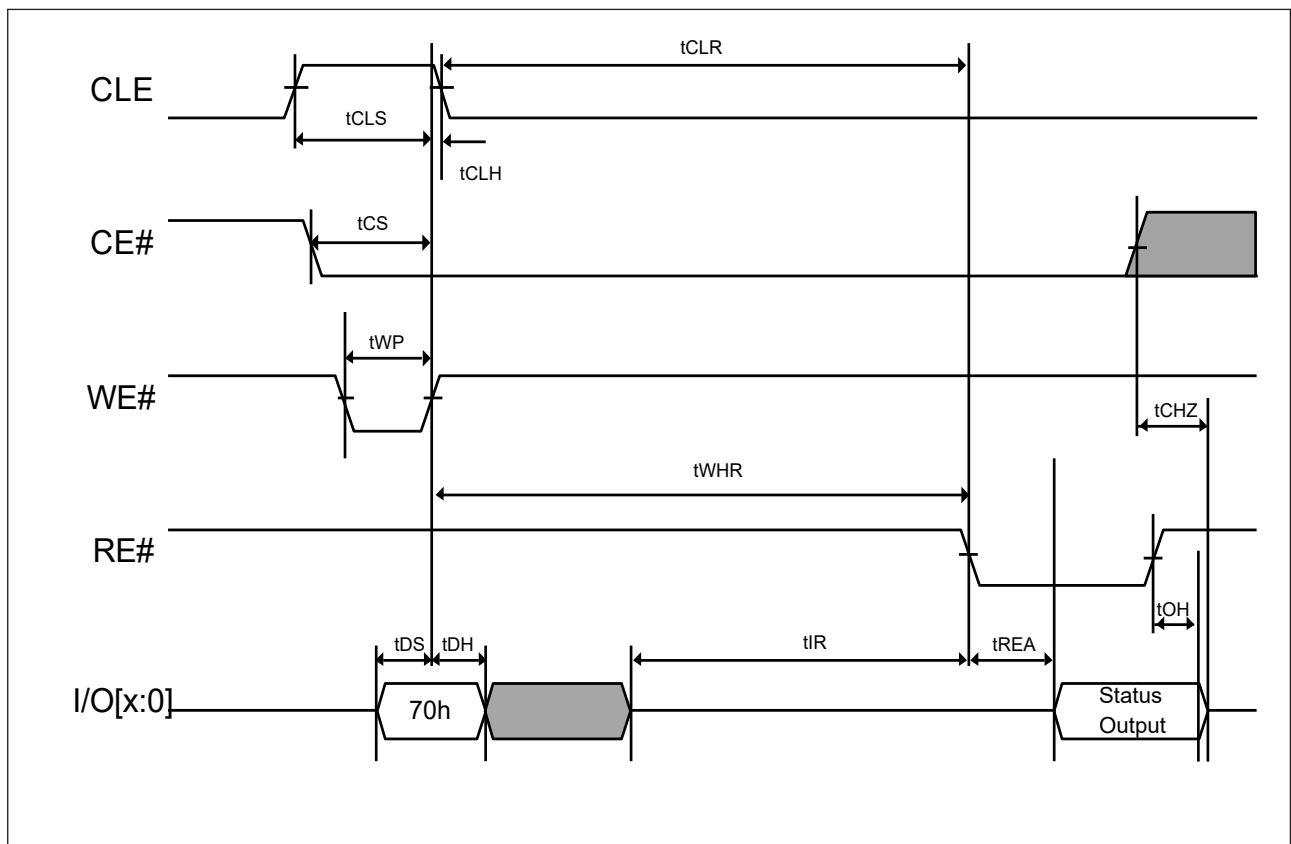 tCLR
CLE
tCLS
tCLH
tCS
CE#
tWP
WE#
tCHZ
tWHR
RE#
tOH
tDS
tDH
tIR
tREA
I/O[x:0]
70h
Status
Output